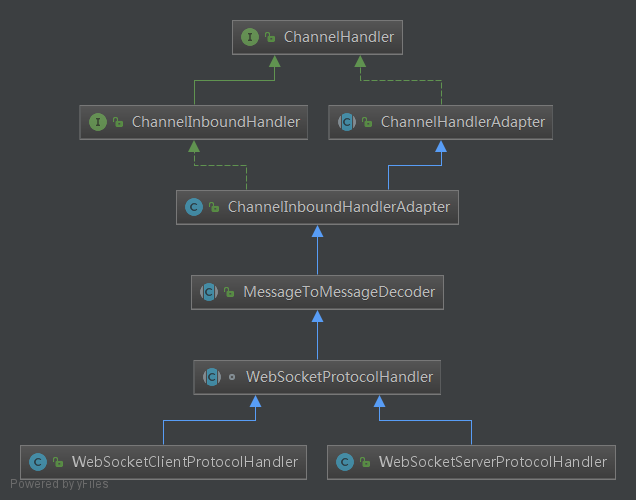 I ChannelHandler
I ChannelInboundHandler
C ChannelHandlerAdapter
C ChannelInboundHandlerAdapter
C MessageToMessageDecoder
C WebSocketProtocolHandler
C WebSocketClientProtocolHandler
C WebSocketServerProtocolHandler
Powered by yFiles